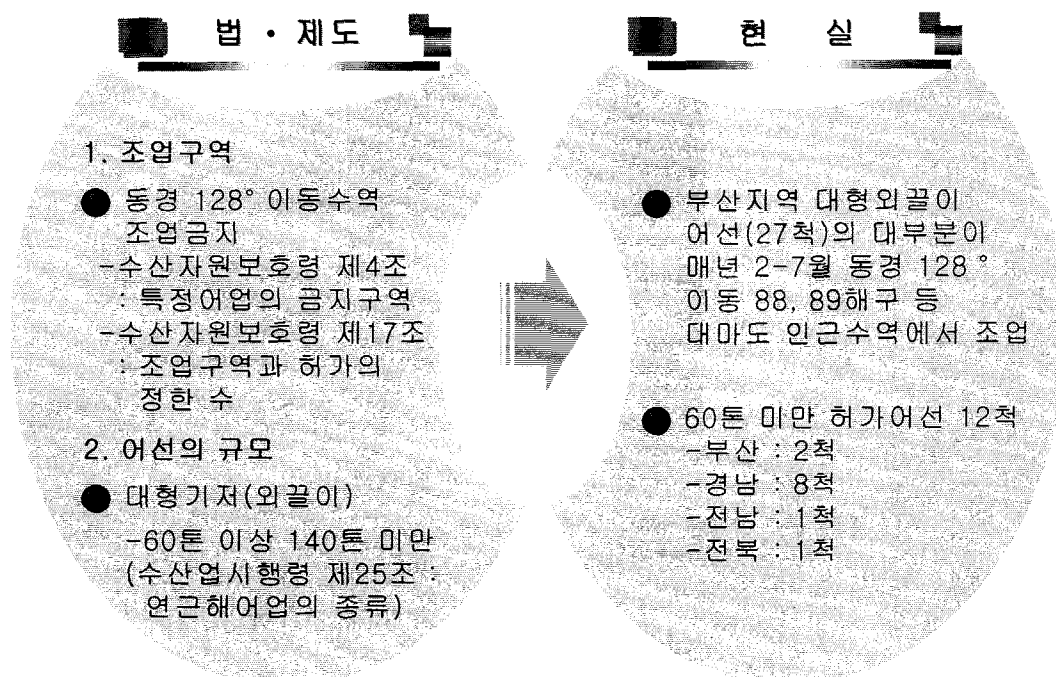 법 · 제도
1. 조업구역
● 동경 128° 이동수역
조업금지
-수산자원보호령 제4조
: 특정어업의 금지구역
-수산자원보호령 제17조
: 조업구역과 허가의
정한 수
2. 어선의 규모
● 대형기저(외끌이)
-60톤 이상 140톤 미만
(수산업시행령 제25조 :
연근해어업의 종류)
현 실
● 부산지역 대형외끌이
어선(27척)의 대부분이
매년 2-7월 동경 128 °
이동 88, 89해구 등
대마도 인근수역에서 조업
● 60톤 미만 허가어선 12척
-부산 : 2척
-경남 : 8척
-전남 : 1척
-전북 : 1척